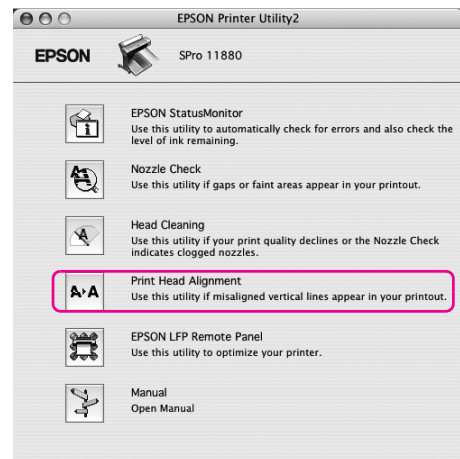 EPSON Printer Utility2
EPSON
SPro 11880
EPSON StatusMonitor
Use this utility to automatically check for errors and also check the
level of ink remaining.
Nozzle Check
Use this utility if gaps or faint areas appear in your printout.
Head Cleaning
Use this utility if your print quality declines or the Nozzle Check
indicates clogged nozzles.
Print Head Alignment
Use this utility if misaligned vertical lines appear in your printout.
EPSON LFP Remote Panel
Use this utility to optimize your printer.
Manual
Open Manual